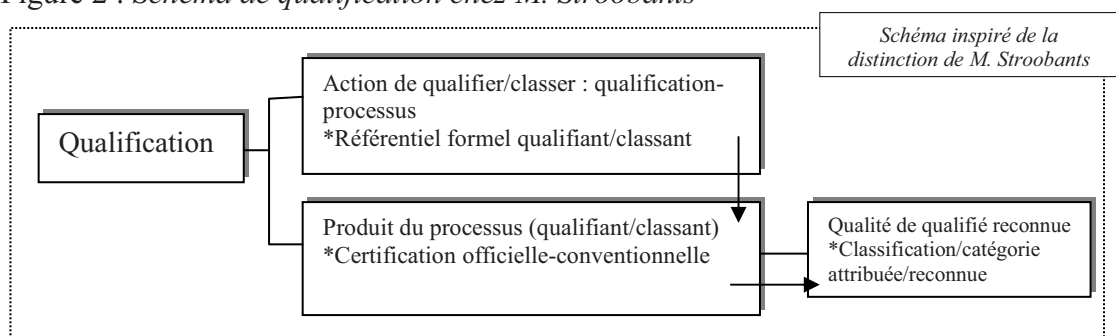 Figure 2 : Schéma de qualification chez M. Stroobants
Schéma inspiré de la
distinction de M. Stroobants
Qualification
Action de qualifier/classer : qualification-
processus
*Référentiel formel qualifiant/classant
Produit du processus (qualifiant/classant)
*Certification officielle-conventionnelle
Qualité de qualifié reconnue
*Classification/catégorie
attribuée/reconnue